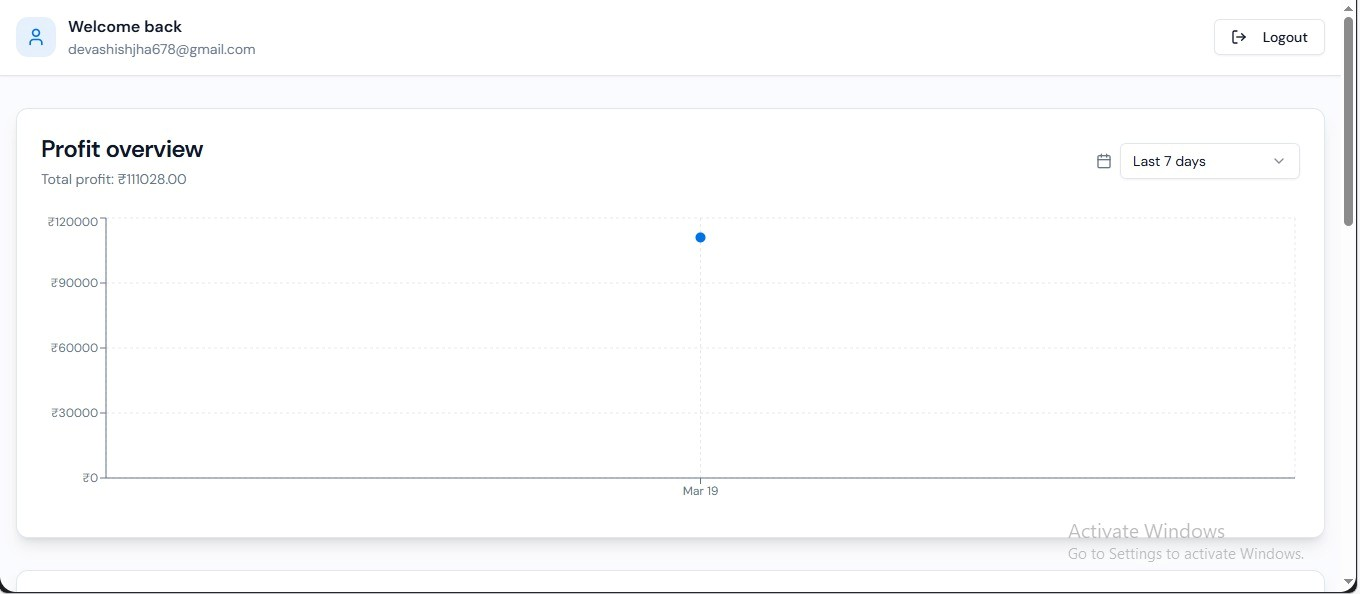 Welcome back
devashishjha678@gmail.com
Logout
Profit overview
Total profit: ₹111028.00
Last 7 days
₹120000
₹90000
₹60000
₹30000
₹0
Mar 19
Activate Windows
Go to Settings to activate Windows.